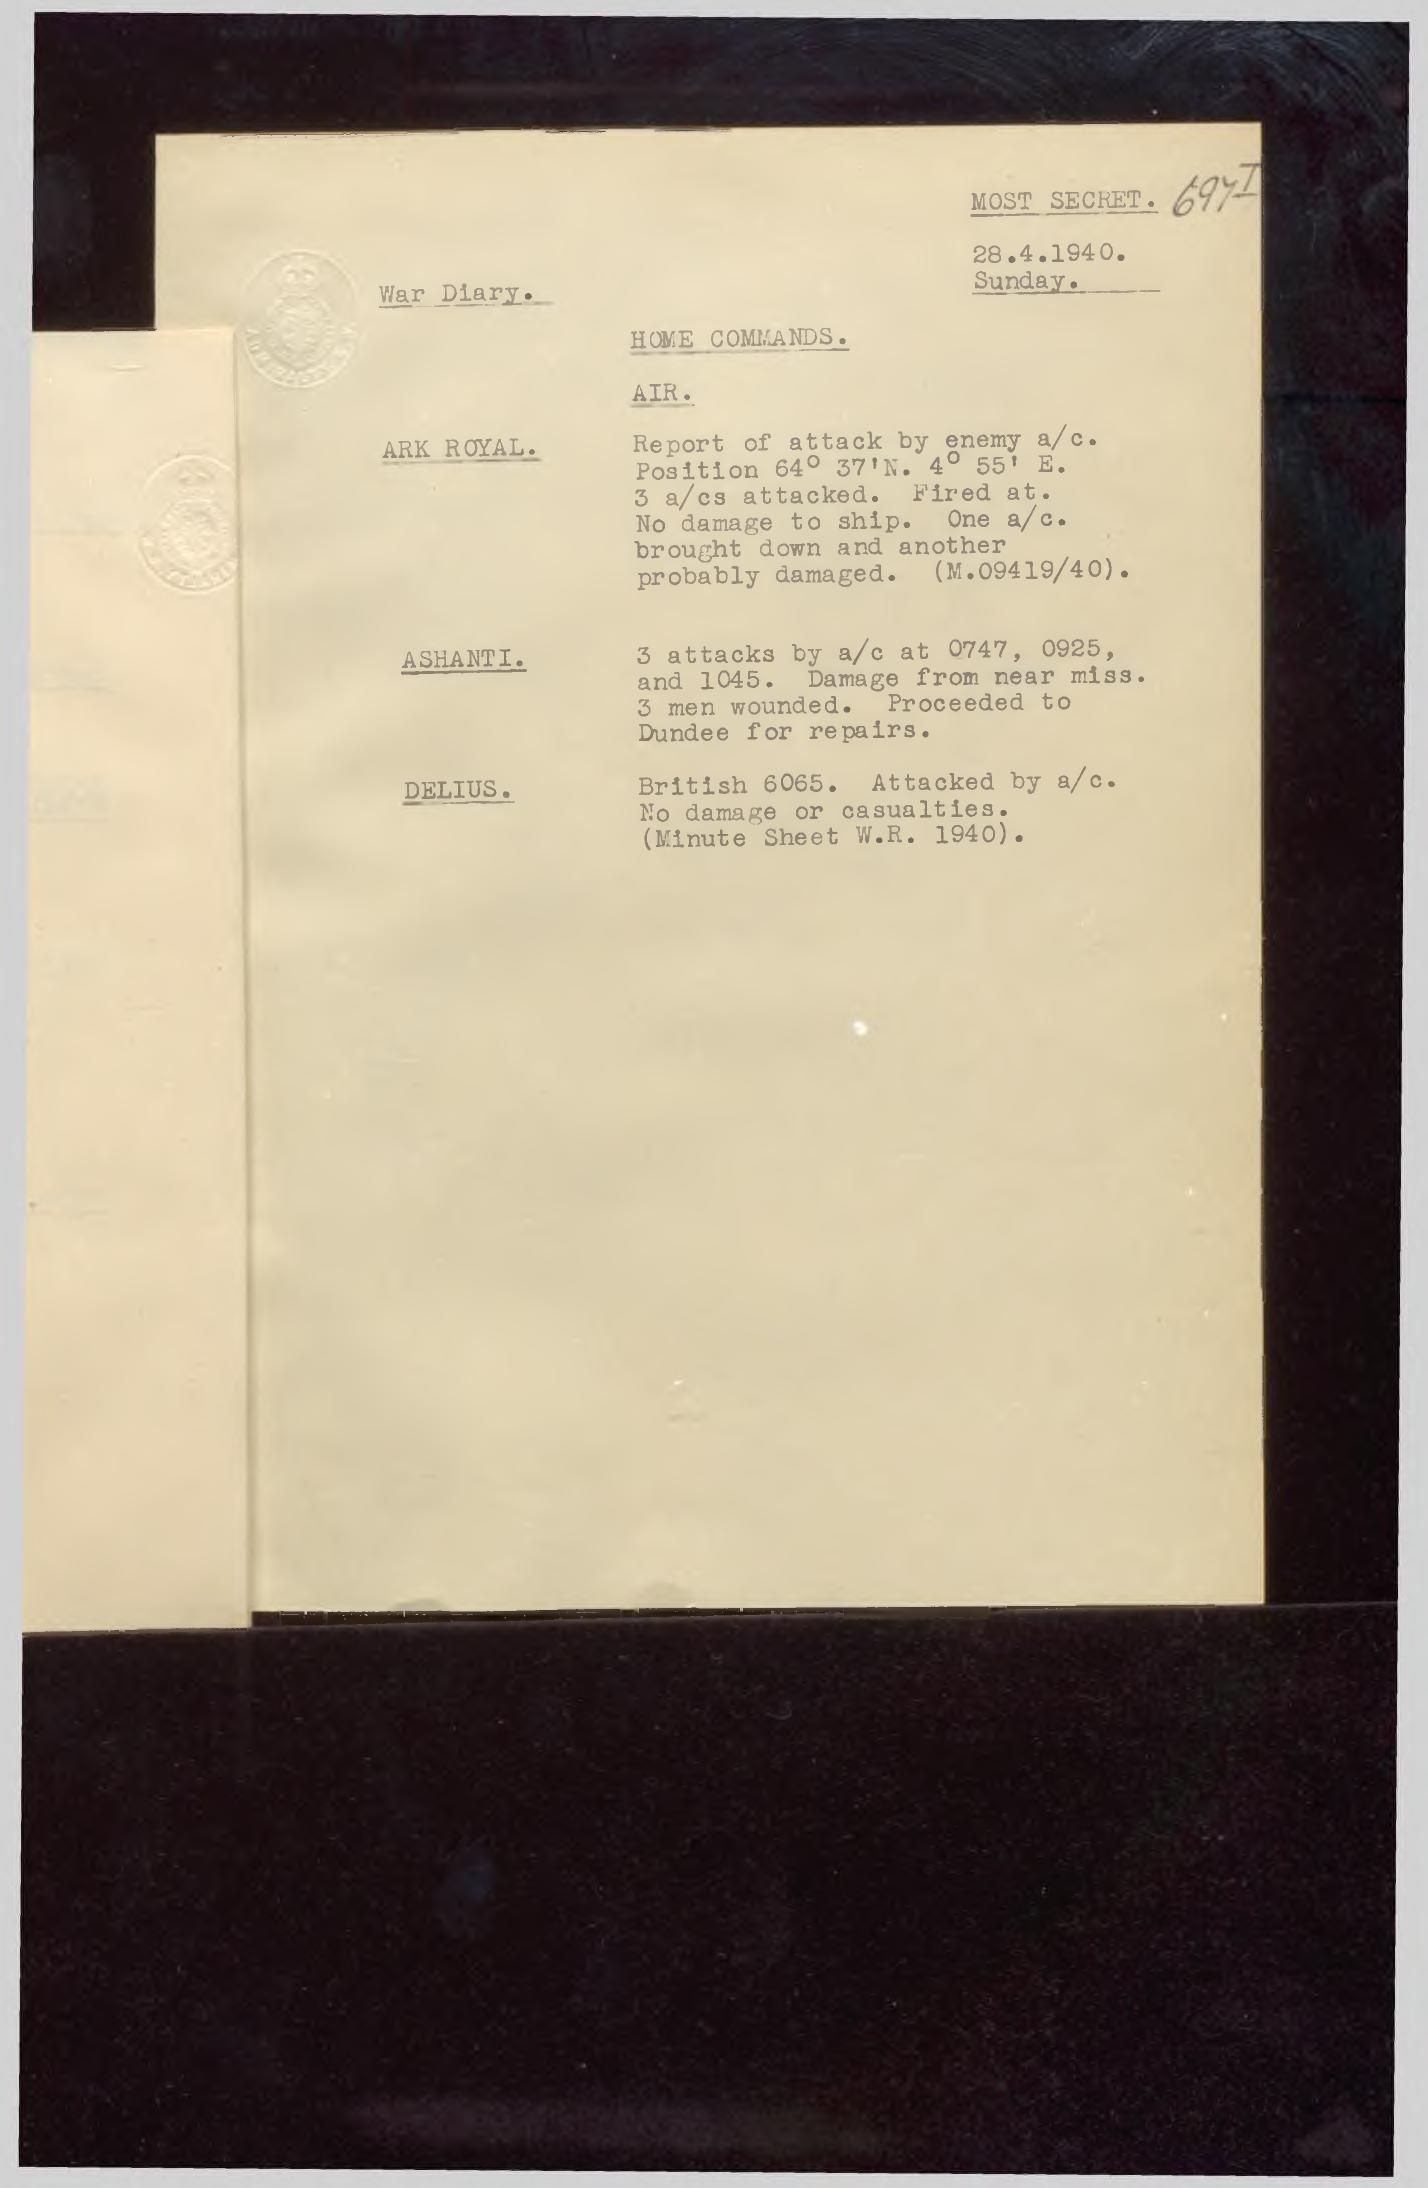 MOST SECRET. 697 I
28.4.1940.
Sunday.
War Diary.
HOME COMMANDS.
AIR.
ARK ROYAL. Report of attack by enemy a/c.
Position 64° 37'N. 4° 55' E.
3 a/cs attacked. Fired at.
No damage to ship. One a/c.
brought down and another
probably damaged. (M.09419/40).
ASHANTI. 3 attacks by a/c at 0747, 0925,
and 1045. Damage from near miss.
3 men wounded. Proceeded to
Dundee for repairs.
DELIUS. British 6065. Attacked by a/c.
No damage or casualties.
(Minute Sheet W.R. 1940).